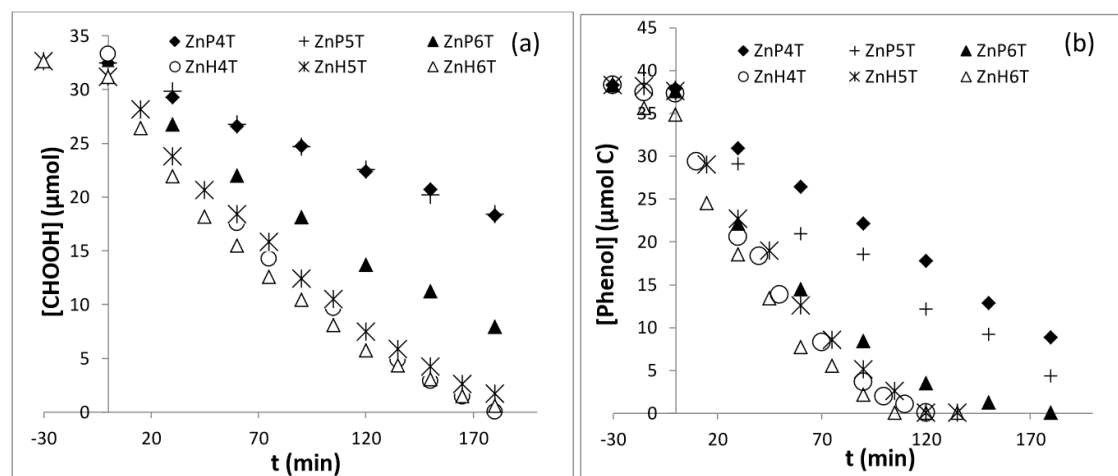 (a)
ZnP4T ZnP5T ZnP6T
ZnH4T ZnH5T ZnH6T
[CHOOH] (µmol)
35
30
25
20
15
10
5
0
-30 20 70 120 170
t (min)
(b)
ZnP4T ZnP5T ZnP6T
ZnH4T ZnH5T ZnH6T
[Phenol] (µmol C)
45
40
35
30
25
20
15
10
5
0
-30 20 70 120 170
t (min)